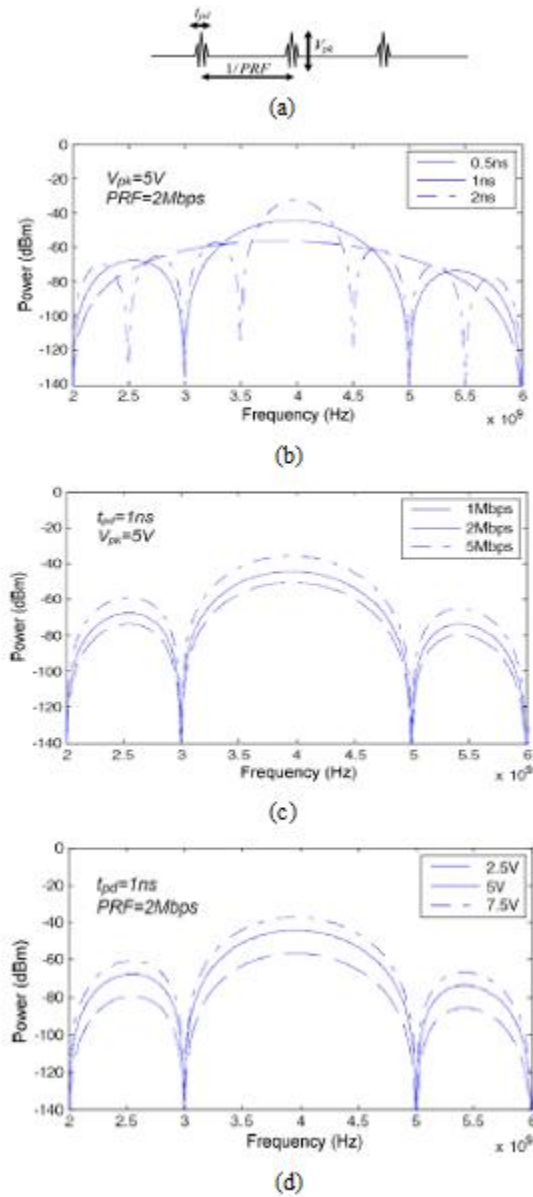 t_pd
V_pk
1/PRF
(a)
V_pk=5V
PRF=2Mbps
0.5ns
1ns
2ns
Power (dBm)
0
-20
-40
-60
-80
-100
-120
-140
2
2.5
3
3.5
4
4.5
5
5.5
6
Frequency (Hz)
x 10^9
(b)
t_pd=1ns
V_pk=5V
1Mbps
2Mbps
5Mbps
Power (dBm)
0
-20
-40
-60
-80
-100
-120
-140
2
2.5
3
3.5
4
4.5
5
5.5
6
Frequency (Hz)
x 10^9
(c)
t_pd=1ns
PRF=2Mbps
2.5V
5V
7.5V
Power (dBm)
0
-20
-40
-60
-80
-100
-120
-140
2
2.5
3
3.5
4
4.5
5
5.5
6
Frequency (Hz)
x 10^9
(d)